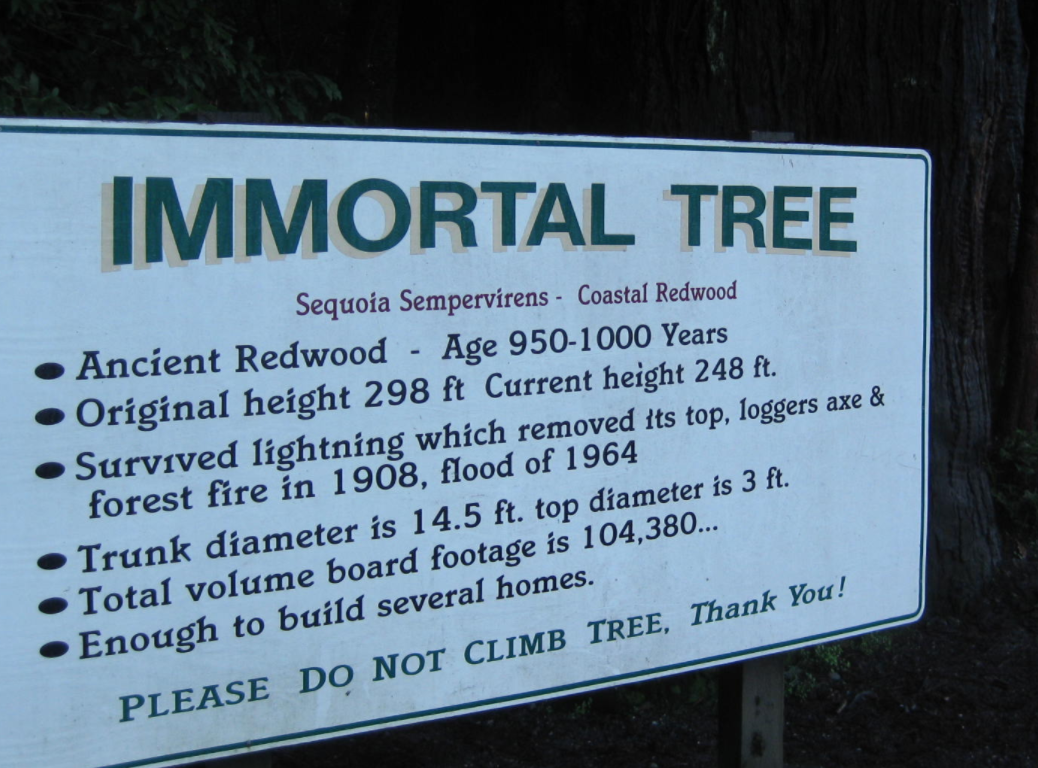 IMMORTAL TREE
Sequoia Sempervirens - Coastal Redwood
● Ancient Redwood - Age 950-1000 Years
● Original height 298 ft Current height 248 ft.
● Survived lightning which removed its top, loggers axe &
forest fire in 1908, flood of 1964
● Trunk diameter is 14.5 ft. top diameter is 3 ft.
● Total volume board footage is 104,380...
● Enough to build several homes.
PLEASE DO NOT CLIMB TREE, Thank You!